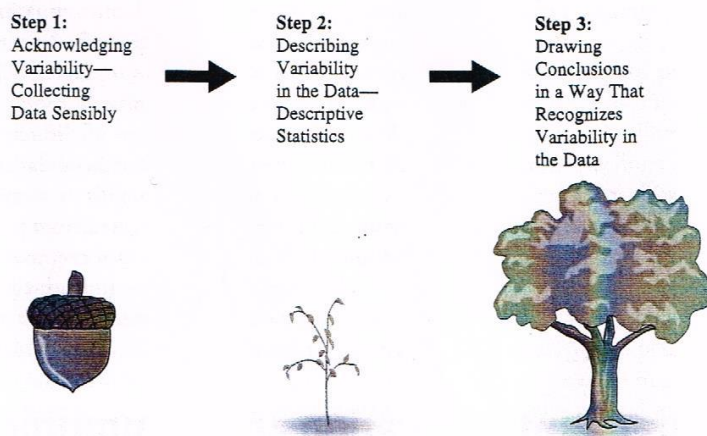 Step 1:
Acknowledging
Variability—
Collecting
Data Sensibly
Step 2:
Describing
Variability
in the Data—
Descriptive
Statistics
Step 3:
Drawing
Conclusions
in a Way That
Recognizes
Variability in
the Data